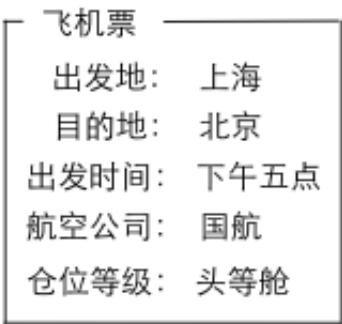 飞机票
出发地： 上海
目的地： 北京
出发时间： 下午五点
航空公司： 国航
仓位等级： 头等舱